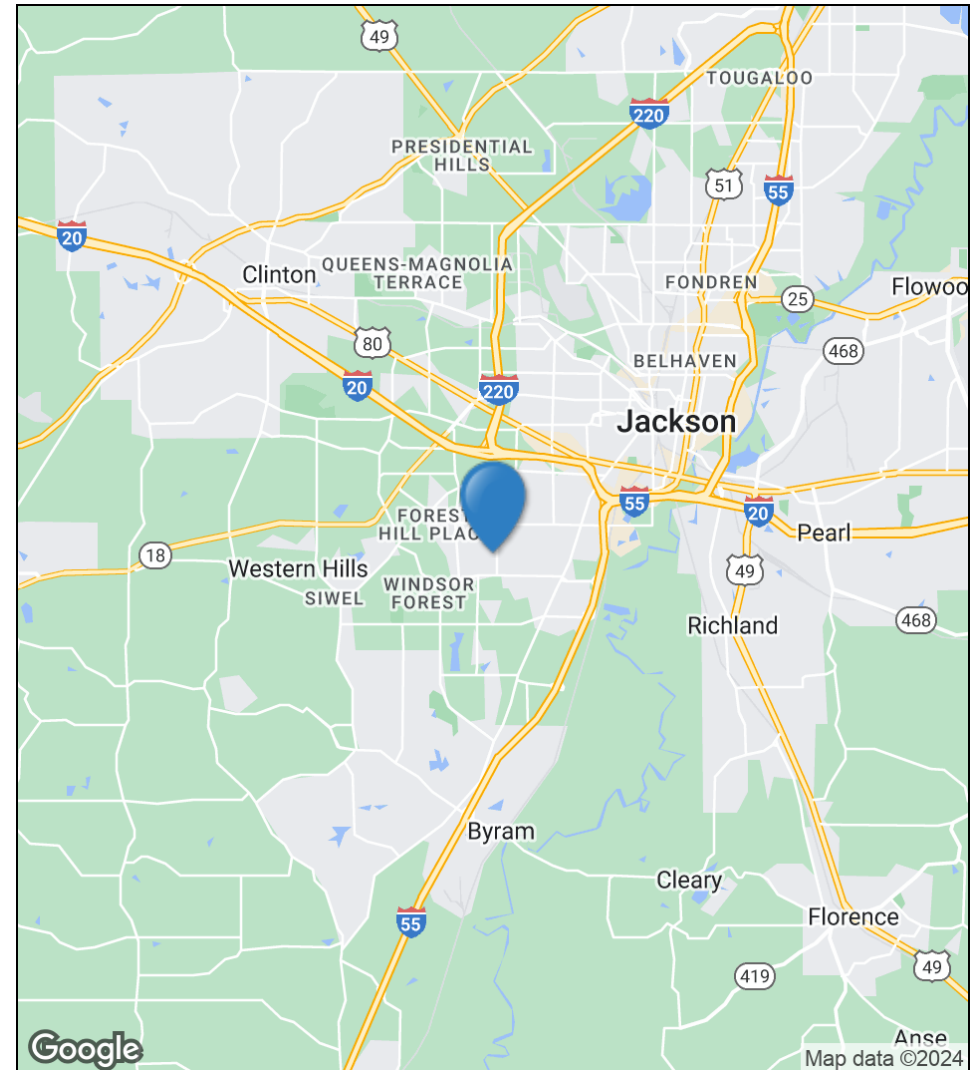 49
TOUGALOO
220
PRESIDENTIAL
HILLS
51
55
20
Clinton
QUEENS-MAGNOLIA
TERRACE
FONDREN
25
Flowoo
80
468
BELHAVEN
20
220
Jackson
55
20
FOREST
HILL PLAC
Pearl
18
Western Hills
49
WINDSOR
FOREST
SIWEL
468
Richland
Byram
Cleary
Florence
55
49
419
Anse
Google
Map data ©2024